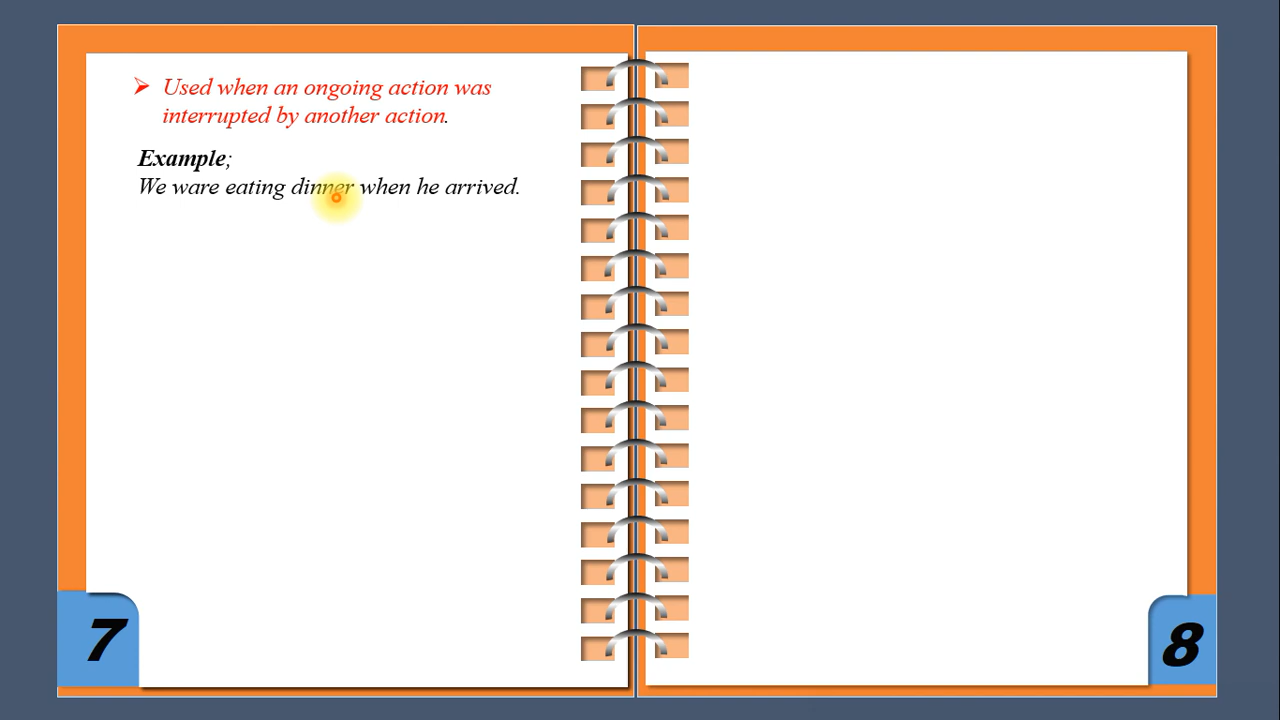 Used when an ongoing action was
interrupted by another action.
Example;
We ware eating dinner when he arrived.
7
8